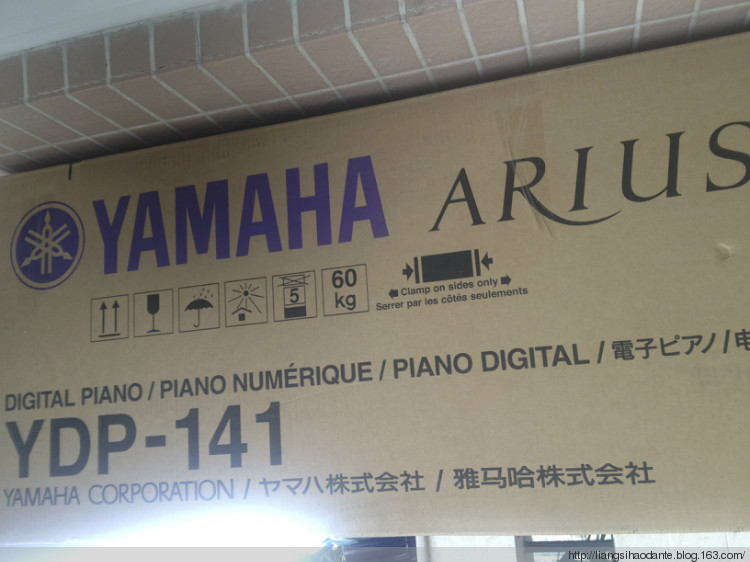 YAMAHA ARIUS
5
60
kg
Clamp on sides only
Serrer par les côtés seulements
DIGITAL PIANO / PIANO NUMÉRIQUE / PIANO DIGITAL / 電子ピアノ / 电
YDP-141
YAMAHA CORPORATION / ヤマハ株式会社 / 雅马哈株式会社
http://liangsihaodante.blog.163.com/